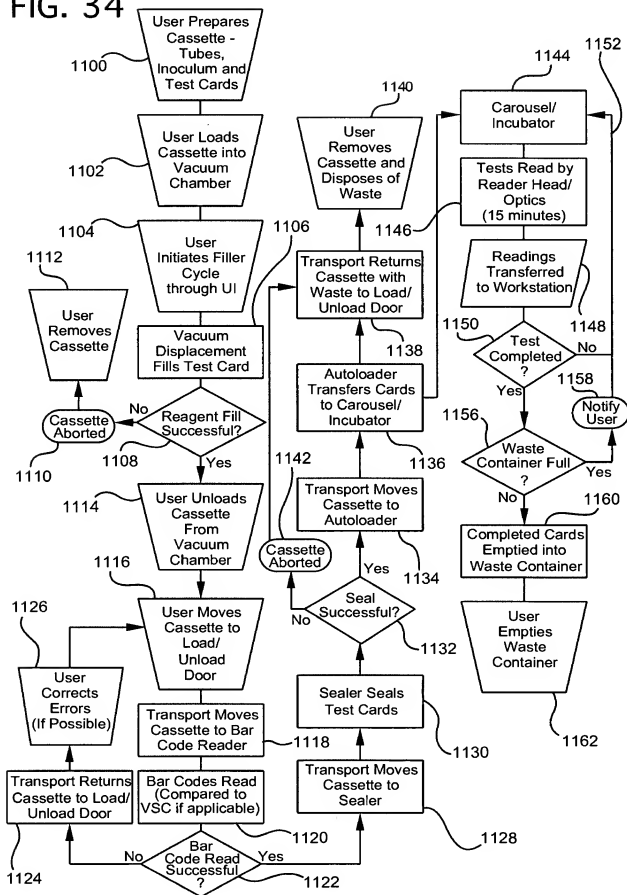 FIG. 34
User Prepares
Cassette -
Tubes,
Inoculum and
Test Cards
1100
User Loads
Cassette into
Vacuum
Chamber
1102
1104
User
Initiates Filler
Cycle
through UI
1106
Vacuum
Displacement
Fills Test Card
1112
User
Removes
Cassette
Cassette
Aborted
1110
No
Reagent Fill
Successful?
1108
Yes
1114
User Unloads
Cassette
From
Vacuum
Chamber
1116
User Moves
Cassette to
Load/
Unload
Door
1126
User
Corrects
Errors
(If Possible)
Transport Moves
Cassette to Bar
Code Reader
1118
Transport Returns
Cassette to Load/
Unload Door
1124
Bar Codes Read
(Compared to
VSC if applicable)
1120
No
Bar
Code Read
Successful
?
Yes
1122
Transport Moves
Cassette to
Sealer
1128
Sealer Seals
Test Cards
1130
Seal
Successful?
1132
No
Yes
1142
Cassette
Aborted
Transport Moves
Cassette to
Autoloader
1134
Autoloader
Transfers Cards
to Carousel/
Incubator
1136
Transport Returns
Cassette with
Waste to Load/
Unload Door
1138
1140
User
Removes
Cassette and
Disposes of
Waste
1144
1152
Carousel/
Incubator
Tests Read by
Reader Head/
Optics
(15 minutes)
1146
Readings
Transferred
to Workstation
1148
1150
Test
Completed
?
No
Yes
1158
Notify
User
1156
Waste
Container Full
?
Yes
No
1160
Completed Cards
Emptied into
Waste Container
User
Empties
Waste
Container
1162